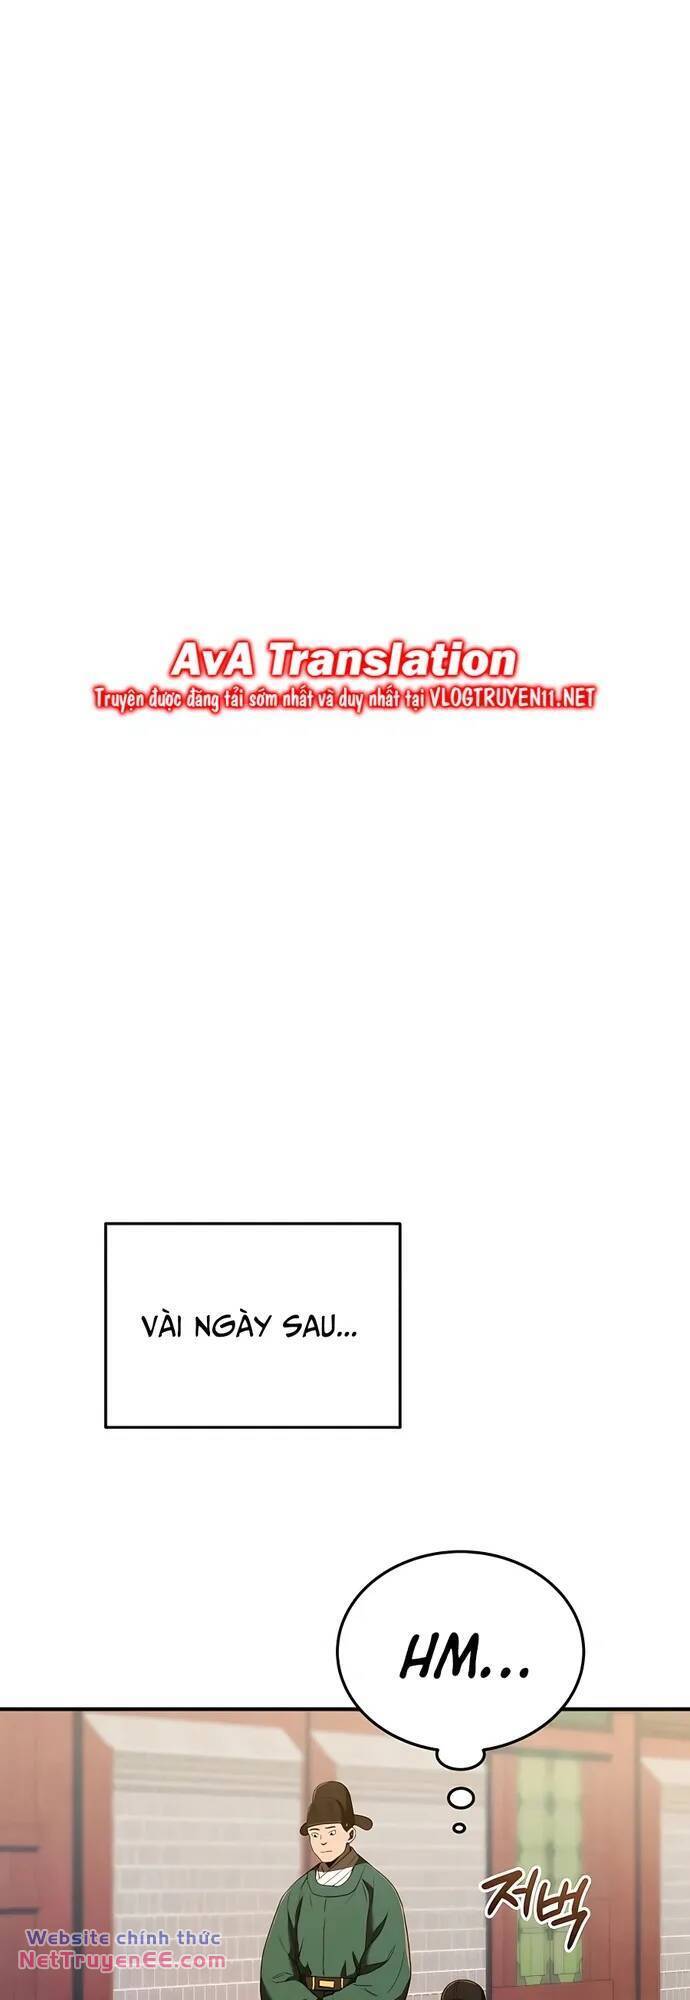 AvA Translation
Truyện được đăng tải sớm nhất và duy nhất tại VLOGTRUYEN11.NET
VÀI NGÀY SAU...
HM...
저벅
Website chính thức
NetTruyenEE.com